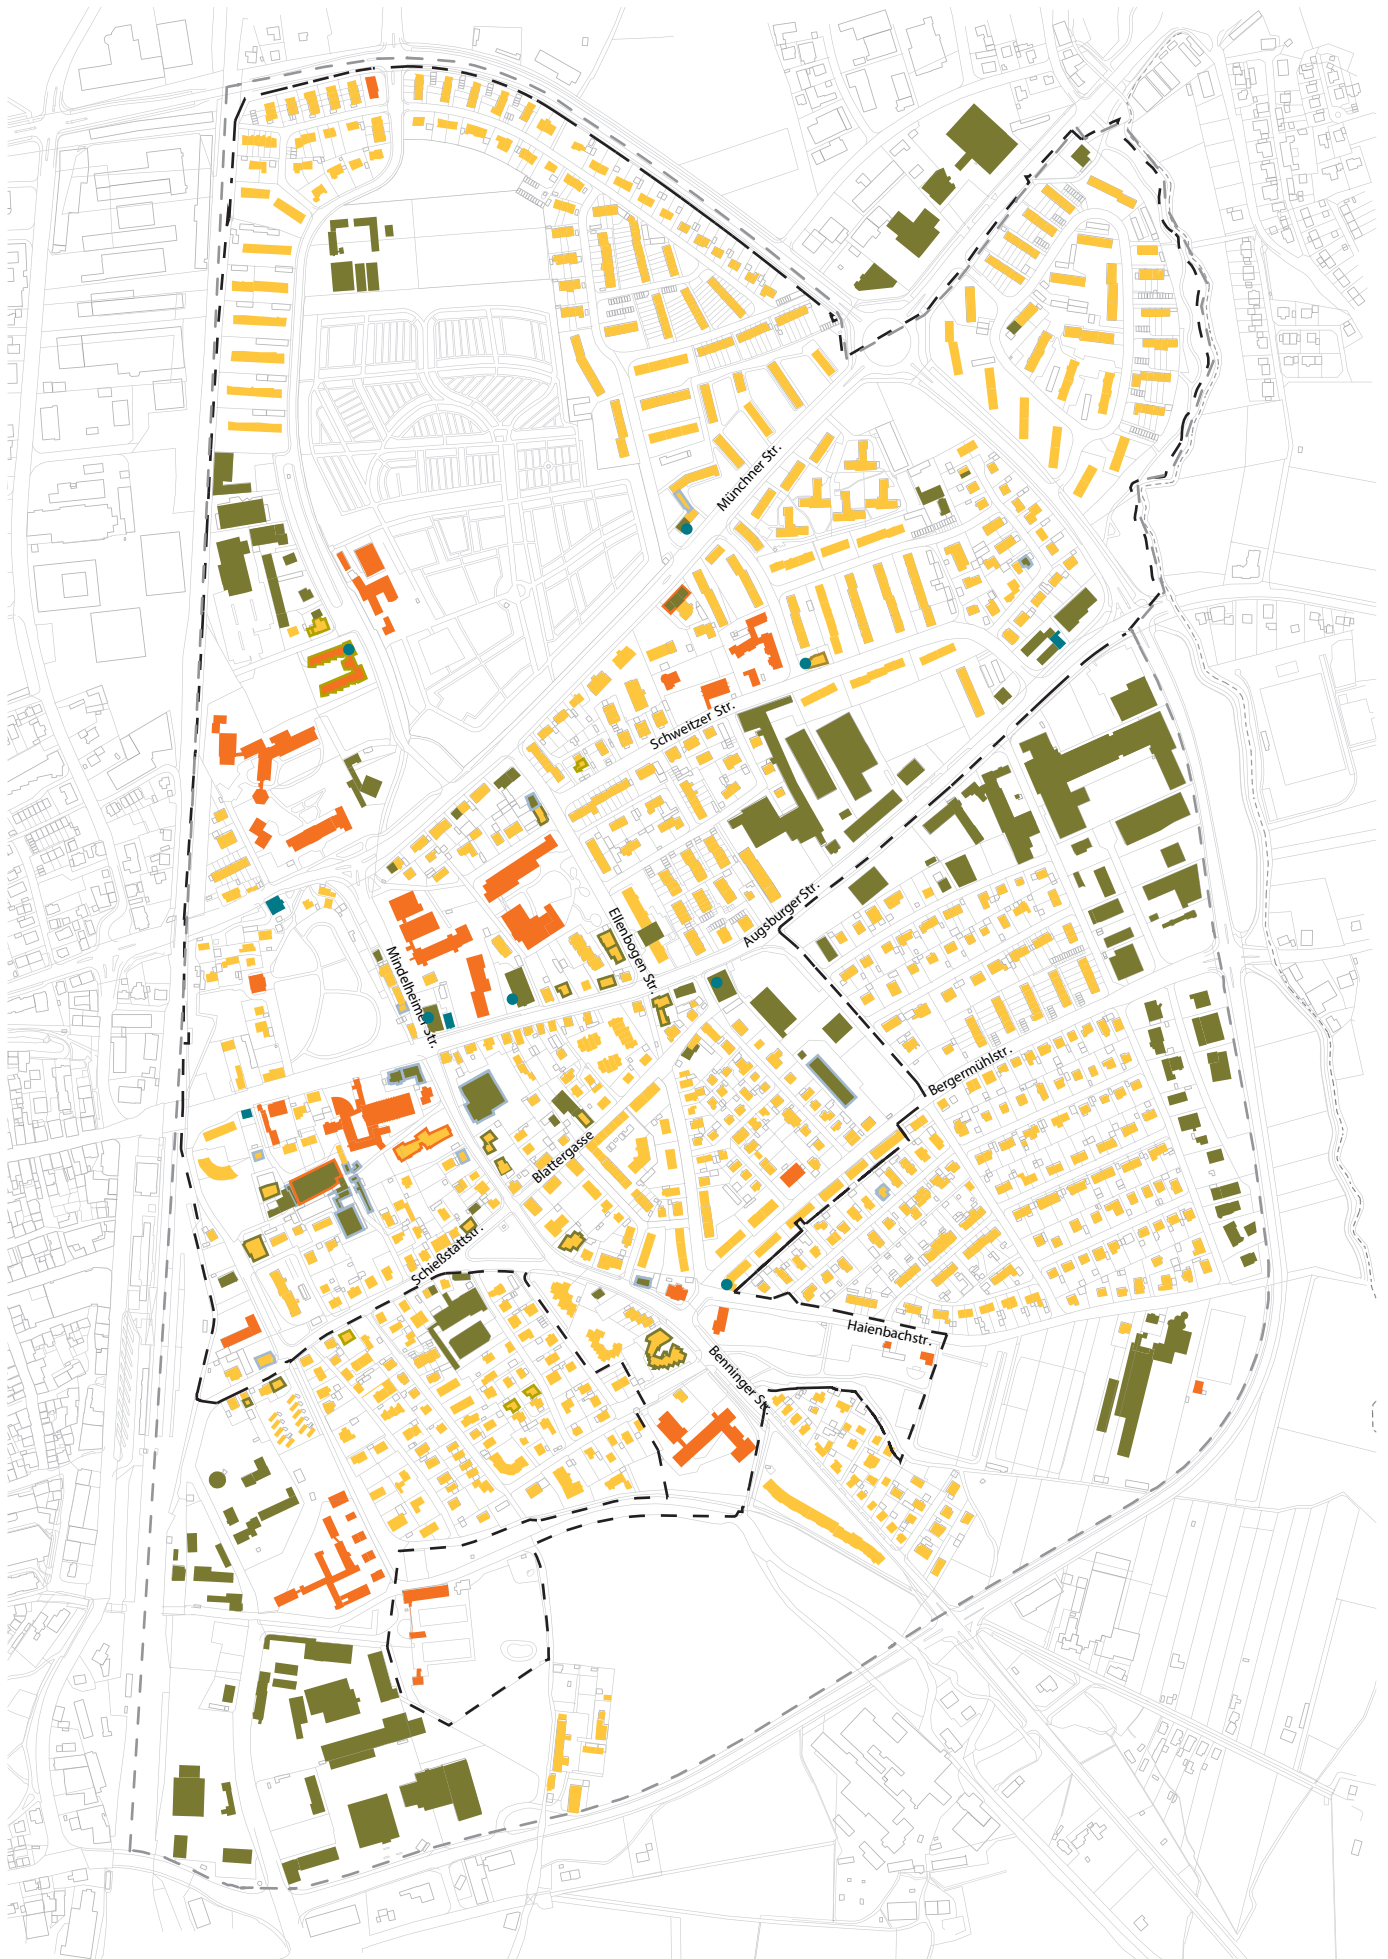 Münchner Str.
Schweitzer Str.
Augsburger Str.
Ellenbogen Str.
Mindelheimer Str.
Bergermühlstr.
Blattergasse
Schießstattstr.
Haienbachstr.
Benninger Str.